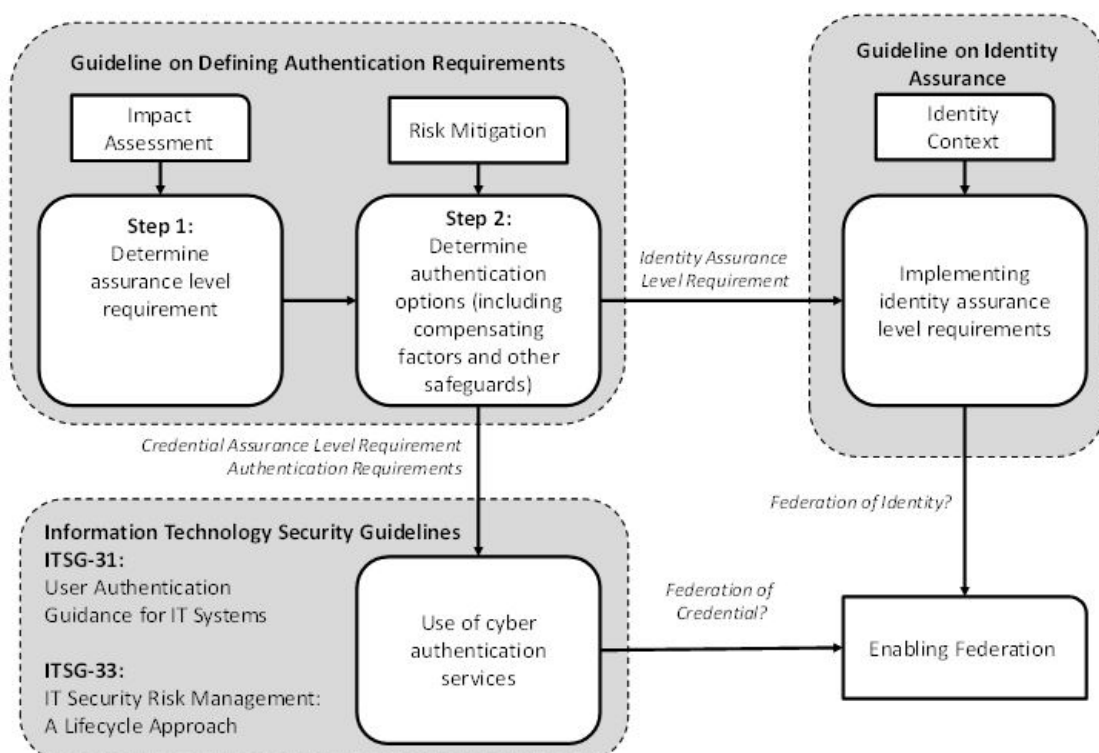 Guideline on Defining Authentication Requirements
Impact
Assessment
Risk Mitigation
Step 1:
Determine
assurance level
requirement
Step 2:
Determine
authentication
options (including
compensating
factors and other
safeguards)
Identity Assurance
Level Requirement
Guideline on Identity
Assurance
Identity
Context
Implementing
identity assurance
level requirements
Credential Assurance Level Requirement
Authentication Requirements
Federation of Identity?
Information Technology Security Guidelines
ITSG-31:
User Authentication
Guidance for IT Systems
ITSG-33:
IT Security Risk Management:
A Lifecycle Approach
Use of cyber
authentication
services
Federation of
Credential?
Enabling Federation